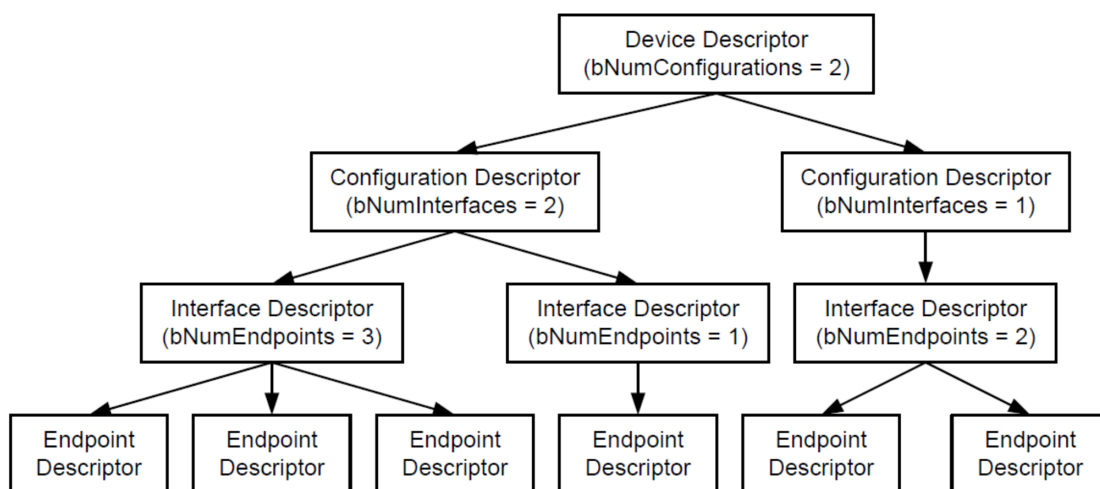 Device Descriptor
(bNumConfigurations = 2)
Configuration Descriptor
(bNumInterfaces = 2)
Configuration Descriptor
(bNumInterfaces = 1)
Interface Descriptor
(bNumEndpoints = 3)
Interface Descriptor
(bNumEndpoints = 1)
Interface Descriptor
(bNumEndpoints = 2)
Endpoint
Descriptor
Endpoint
Descriptor
Endpoint
Descriptor
Endpoint
Descriptor
Endpoint
Descriptor
Endpoint
Descriptor